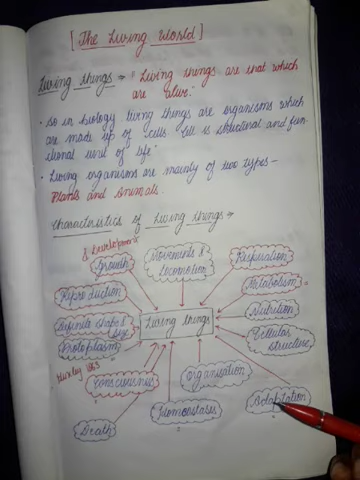 [ The Living World ]
Living things → " Living things are that which
are alive."
• So in biology living things are organisms which
are made up of cells. Cell is structural and fun-
ctional unit of life"
• Living organisms are mainly of two types-
Plants and Animals.
Characteristics of Living things →
& Development
Growth
Movements &
Locomotion
Respiration
Reproduction
Metabolism
Definite shape &
size
Living things
Nutrition
Protoplasm
Cellular
structure
Consciousness
Organisation
Adaptation
Homeostasis
Death